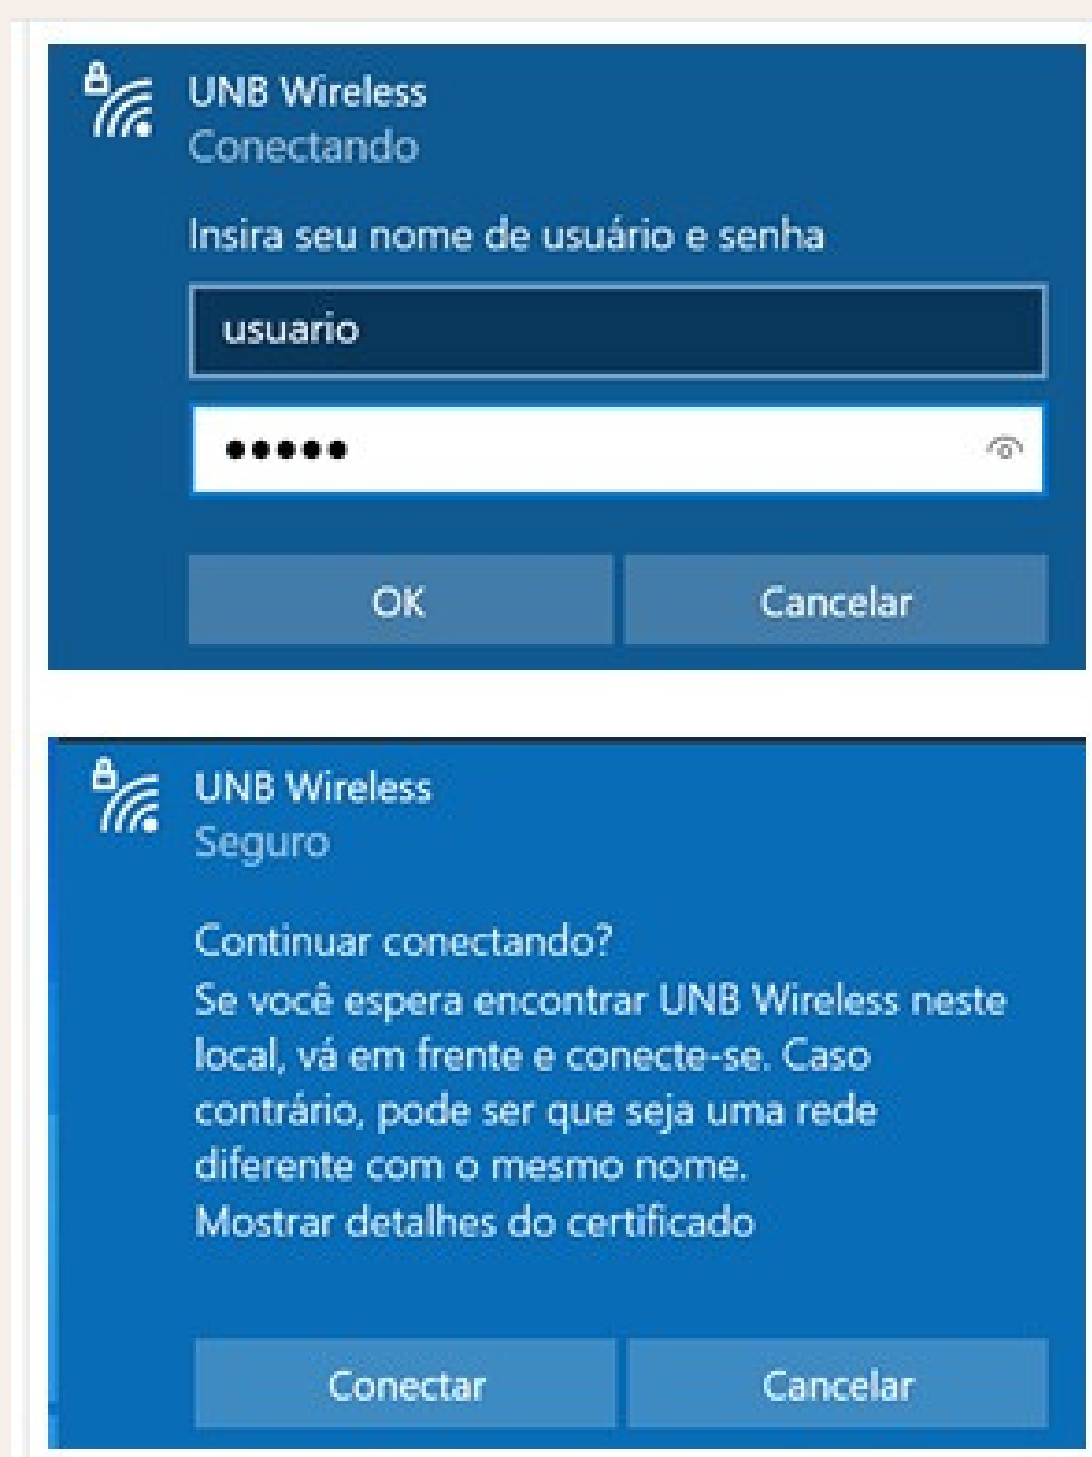 UNB Wireless
Conectando
Insira seu nome de usuário e senha
usuario
•••••
OK
Cancelar
UNB Wireless
Seguro
Continuar conectando?
Se você espera encontrar UNB Wireless neste
local, vá em frente e conecte-se. Caso
contrário, pode ser que seja uma rede
diferente com o mesmo nome.
Mostrar detalhes do certificado
Conectar
Cancelar